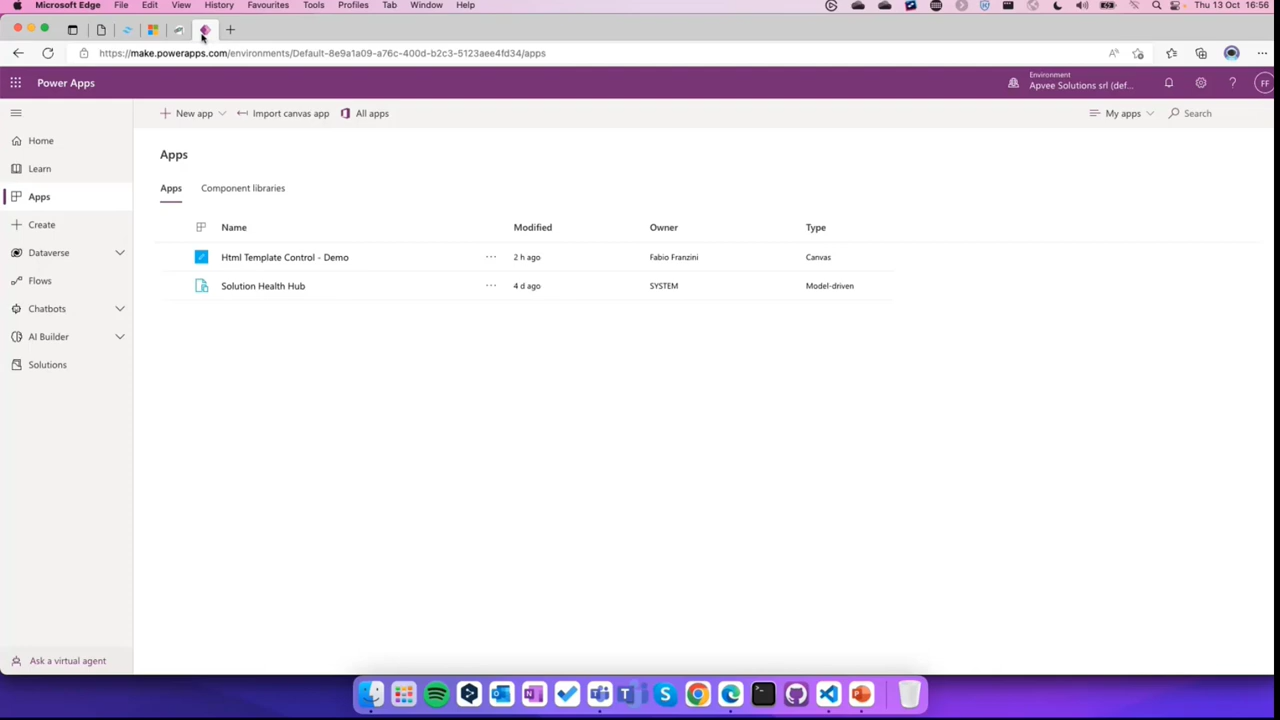 Microsoft Edge File Edit View History Favourites Tools Profiles Tab Window Help Thu 13 Oct 16:56
https://make.powerapps.com/environments/Default-8e9a1a09-a76c-400d-b2c3-5123aee4fd34/apps
Power Apps
Environment
Apvee Solutions srl (def...
? FF
New app Import canvas app All apps My apps Search
Home
Learn
Apps
Create
Dataverse
Flows
Chatbots
AI Builder
Solutions
Ask a virtual agent
Apps
Apps Component libraries
Name Modified Owner Type
Html Template Control - Demo ... 2 h ago Fabio Franzini Canvas
Solution Health Hub ... 4 d ago SYSTEM Model-driven